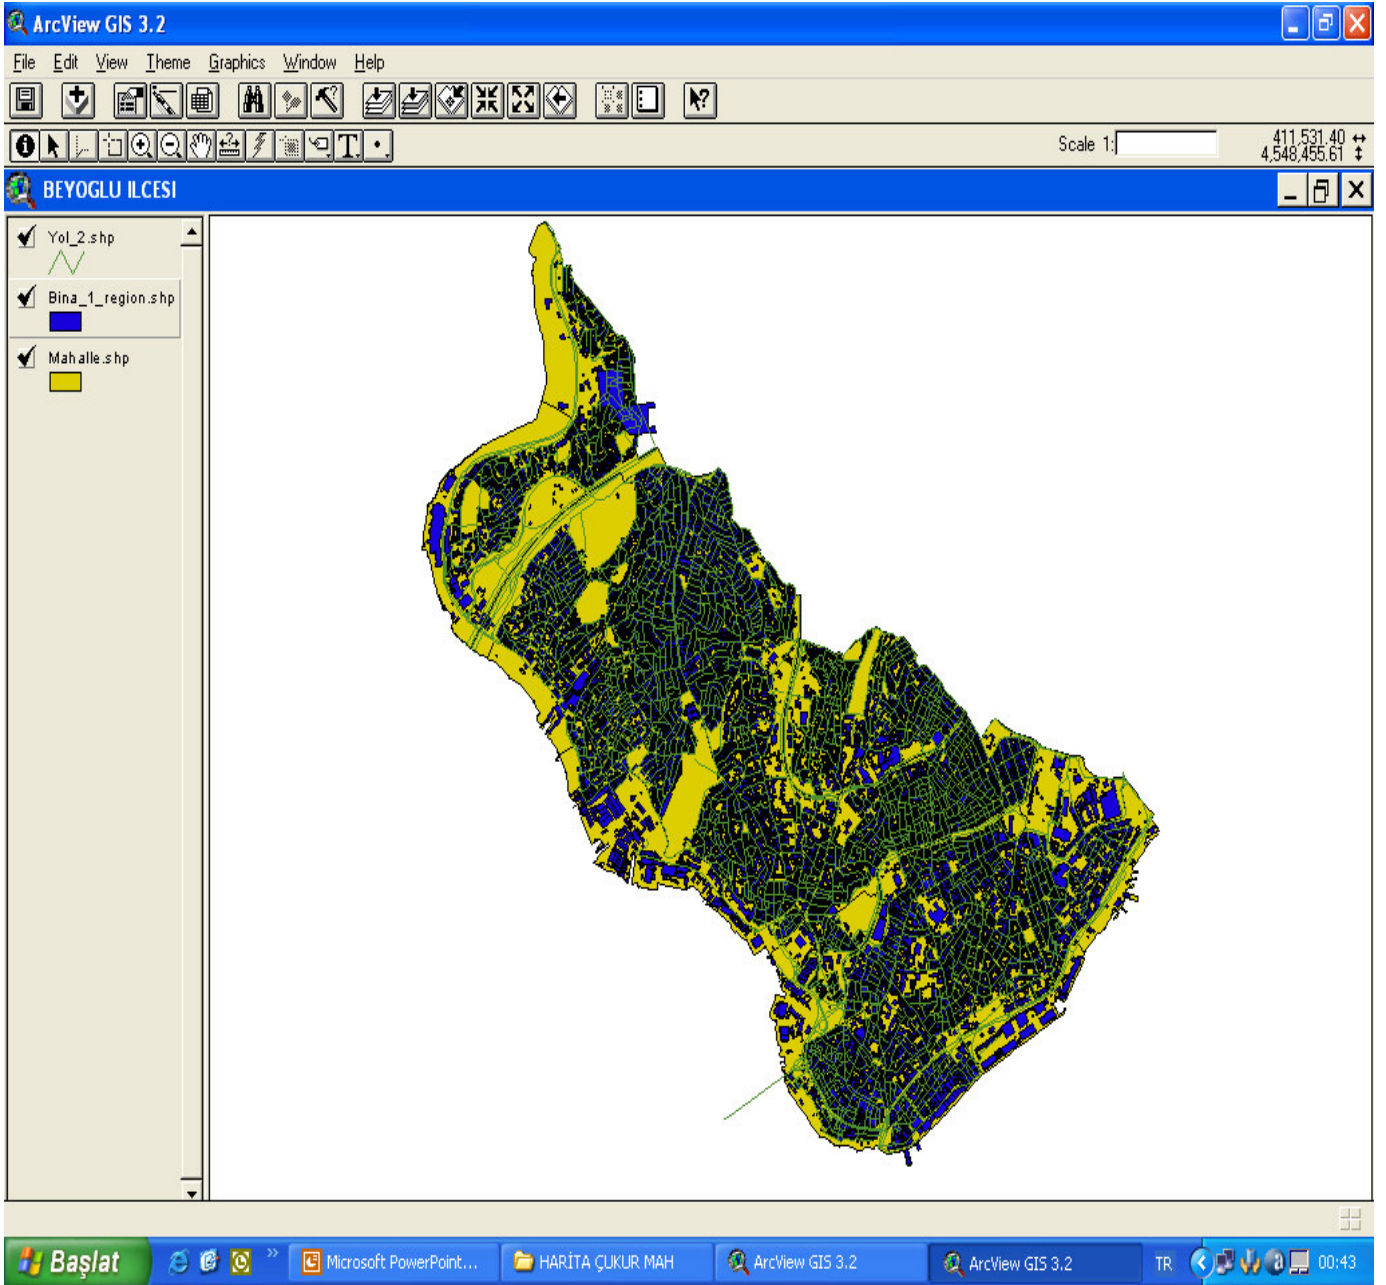 ArcView GIS 3.2
File Edit View Theme Graphics Window Help
Scale 1:
411,531.40
4,548,455.61
BEYOGLU ILCESI
Yol_2.shp
Bina_1_region.shp
Mahalle.shp
Başlat
Microsoft PowerPoint...
HARİTA ÇUKUR MAH
ArcView GIS 3.2
ArcView GIS 3.2
TR
00:43